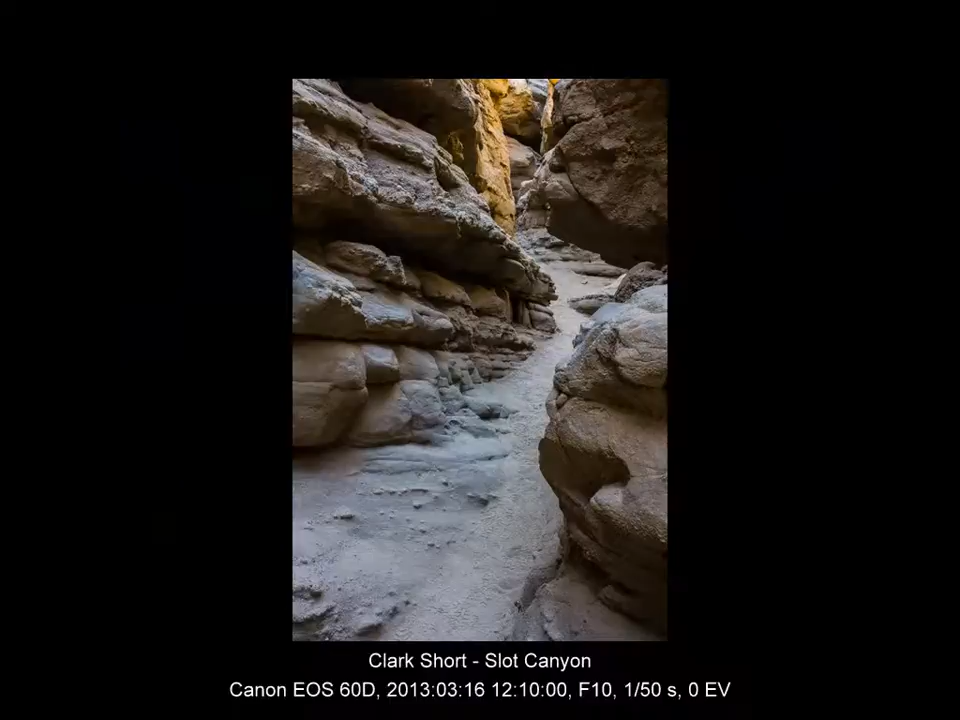 Clark Short - Slot Canyon
Canon EOS 60D, 2013:03:16 12:10:00, F10, 1/50 s, 0 EV